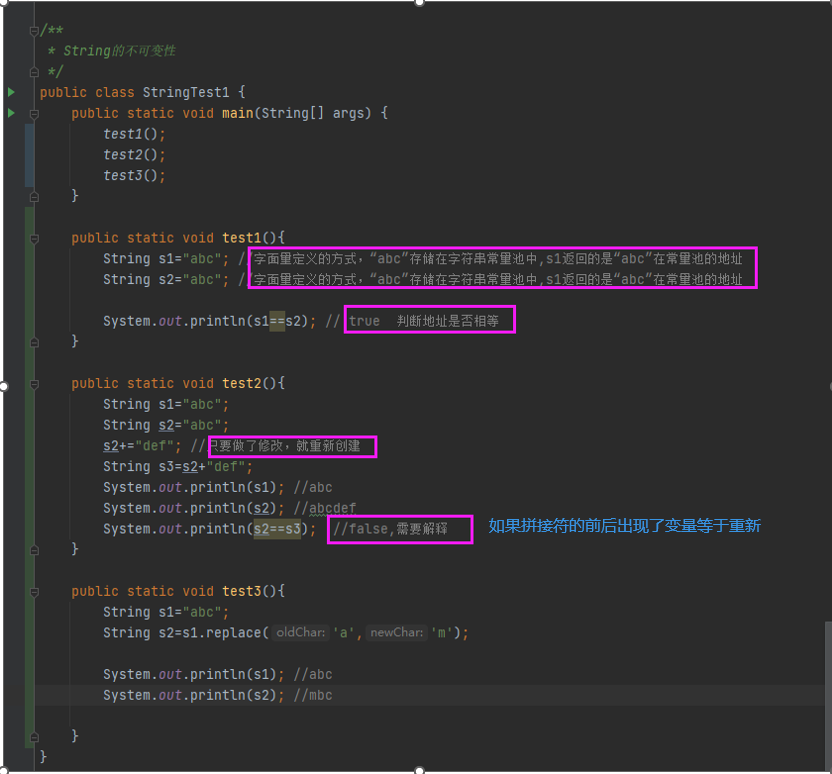 /**
* String的不可变性
*/
public class StringTest1 {
public static void main(String[] args) {
test1();
test2();
test3();
}
public static void test1(){
String s1="abc"; //字面量定义的方式，“abc”存储在字符串常量池中,s1返回的是“abc”在常量池的地址
String s2="abc"; //字面量定义的方式，“abc”存储在字符串常量池中,s1返回的是“abc”在常量池的地址
System.out.println(s1==s2); // true 判断地址是否相等
}
public static void test2(){
String s1="abc";
String s2="abc";
s2+="def"; //只要做了修改，就重新创建
String s3=s2+"def";
System.out.println(s1); //abc
System.out.println(s2); //abcdef
System.out.println(s2==s3); //false,需要解释 如果拼接符的前后出现了变量等于重新
}
public static void test3(){
String s1="abc";
String s2=s1.replace( oldChar: 'a', newChar: 'm');
System.out.println(s1); //abc
System.out.println(s2); //mbc
}
}